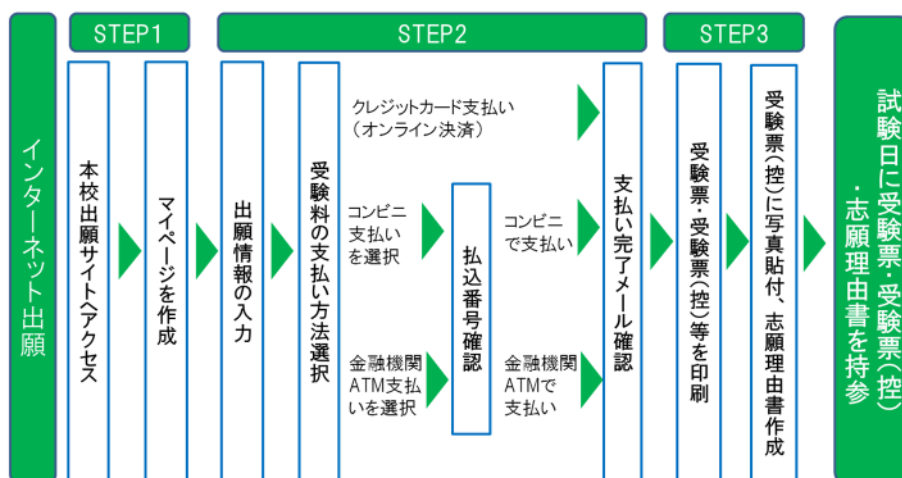 インターネット出願
STEP1
本校出願サイトへアクセス
マイページを作成
STEP2
出願情報の入力
受験料の支払い方法選択
クレジットカード支払い
(オンライン決済)
コンビニ
支払い
を選択
金融機関
ATM支払
いを選択
払込番号確認
コンビニ
で支払い
金融機関
ATMで
支払い
支払い完了メール確認
STEP3
受験票・受験票(控)等を印刷
受験票(控)に写真貼付、志願理由書作成
試験日に受験票・受験票(控)
・志願理由書を持参